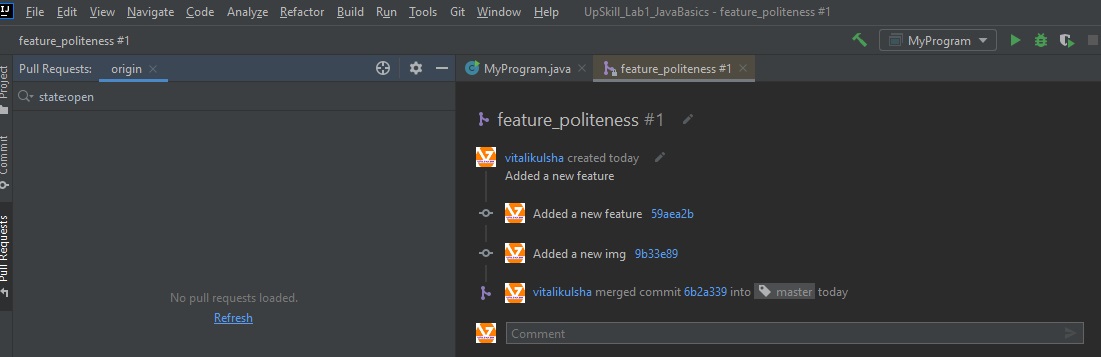 IJ File Edit View Navigate Code Analyze Refactor Build Run Tools Git Window Help UpSkill_Lab1_JavaBasics - feature_politeness #1
feature_politeness #1 MyProgram
Pull Requests: origin MyProgram.java feature_politeness #1
Project
Commit
Pull Requests
state:open
No pull requests loaded.
Refresh
feature_politeness #1
vitalikulsha created today
Added a new feature
Added a new feature 59aea2b
Added a new img 9b33e89
vitalikulsha merged commit 6b2a339 into master today
Comment